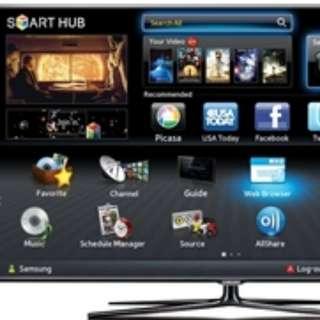 SMART HUB
Search All
Your Video
Recommended
Picasa
USA TODAY
USA Today
Facebook
Favorite
Channel
Guide
Web Browser
Music
Schedule Manager
Source
AllShare
Samsung